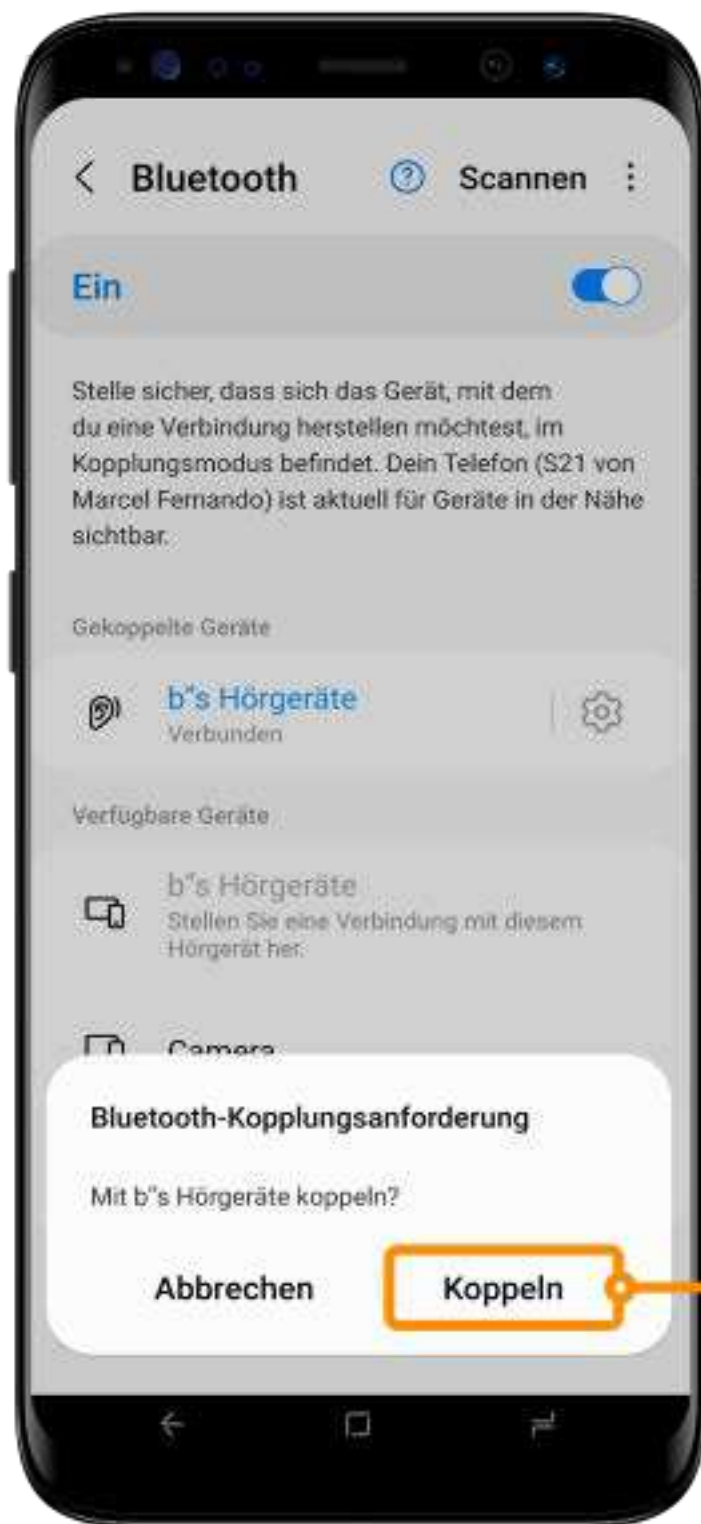 Bluetooth
Scannen
Ein
Stelle sicher, dass sich das Gerät, mit dem
du eine Verbindung herstellen möchtest, im
Kopplungsmodus befindet. Dein Telefon (S21 von
Marcel Fernando) ist aktuell für Geräte in der Nähe
sichtbar.
Gekoppelte Geräte
b"s Hörgeräte
Verbunden
Verfügbare Geräte
b"s Hörgeräte
Stellen Sie eine Verbindung mit diesem
Hörgerät her.
Camera
Bluetooth-Kopplungsanforderung
Mit b"s Hörgeräte koppeln?
Abbrechen Koppeln